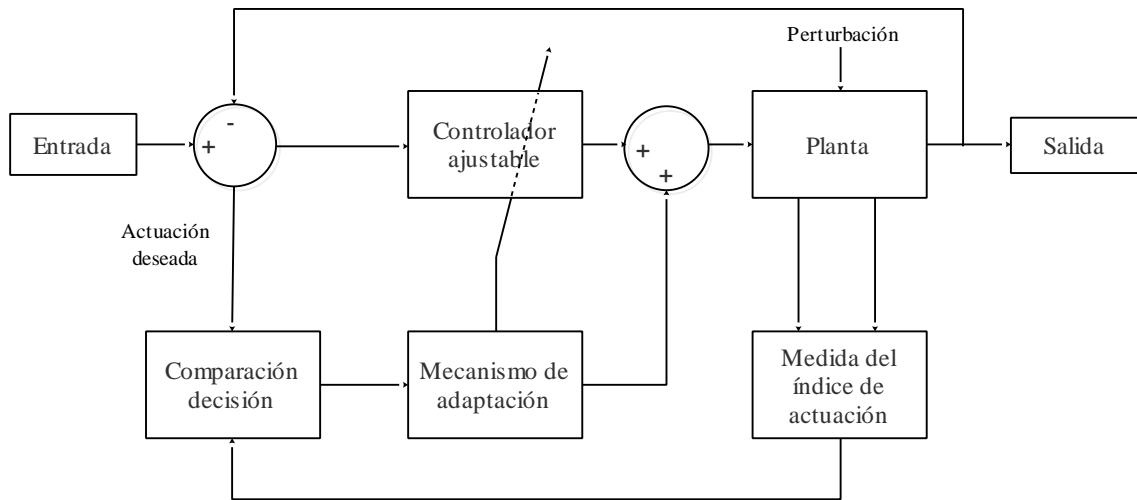 Perturbación
-
Entrada
+
Controlador
ajustable
+
+
Planta
Salida
Actuación
deseada
Comparación
decisión
Mecanismo de
adaptación
Medida del
índice de
actuación